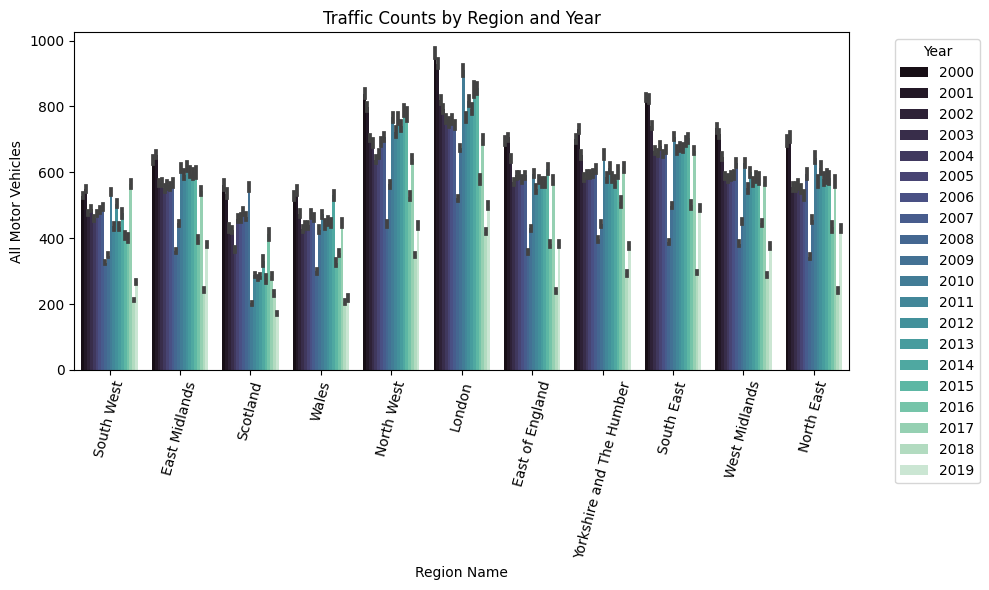 Traffic Counts by Region and Year
All Motor Vehicles
1000
800
600
400
200
0
South West
East Midlands
Scotland
Wales
North West
London
East of England
Yorkshire and The Humber
South East
West Midlands
North East
Region Name
Year
2000
2001
2002
2003
2004
2005
2006
2007
2008
2009
2010
2011
2012
2013
2014
2015
2016
2017
2018
2019